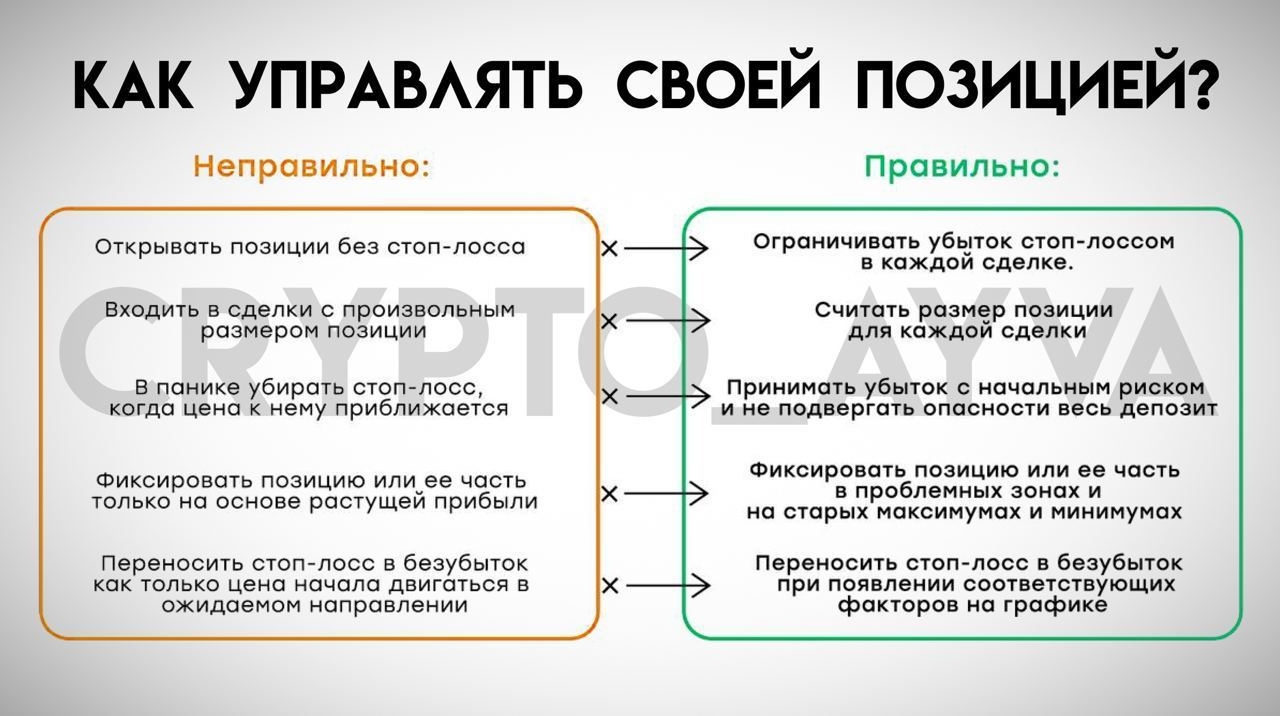 КАК УПРАВЛЯТЬ СВОЕЙ ПОЗИЦИЕЙ?
Неправильно:
Открывать позиции без стоп-лосса
Входить в сделки с произвольным
размером позиции
В панике убирать стоп-лосс,
когда цена к нему приближается
Фиксировать позицию или ее часть
только на основе растущей прибыли
Переносить стоп-лосс в безубыток
как только цена начала двигаться в
ожидаемом направлении
Правильно:
Ограничивать убыток стоп-лоссом
в каждой сделке.
Считать размер позиции
для каждой сделки
Принимать убыток с начальным риском
и не подвергать опасности весь депозит
Фиксировать позицию или ее часть
в проблемных зонах и
на старых максимумах и минимумах
Переносить стоп-лосс в безубыток
при появлении соответствующих
факторов на графике
CRYPTO_AYVA